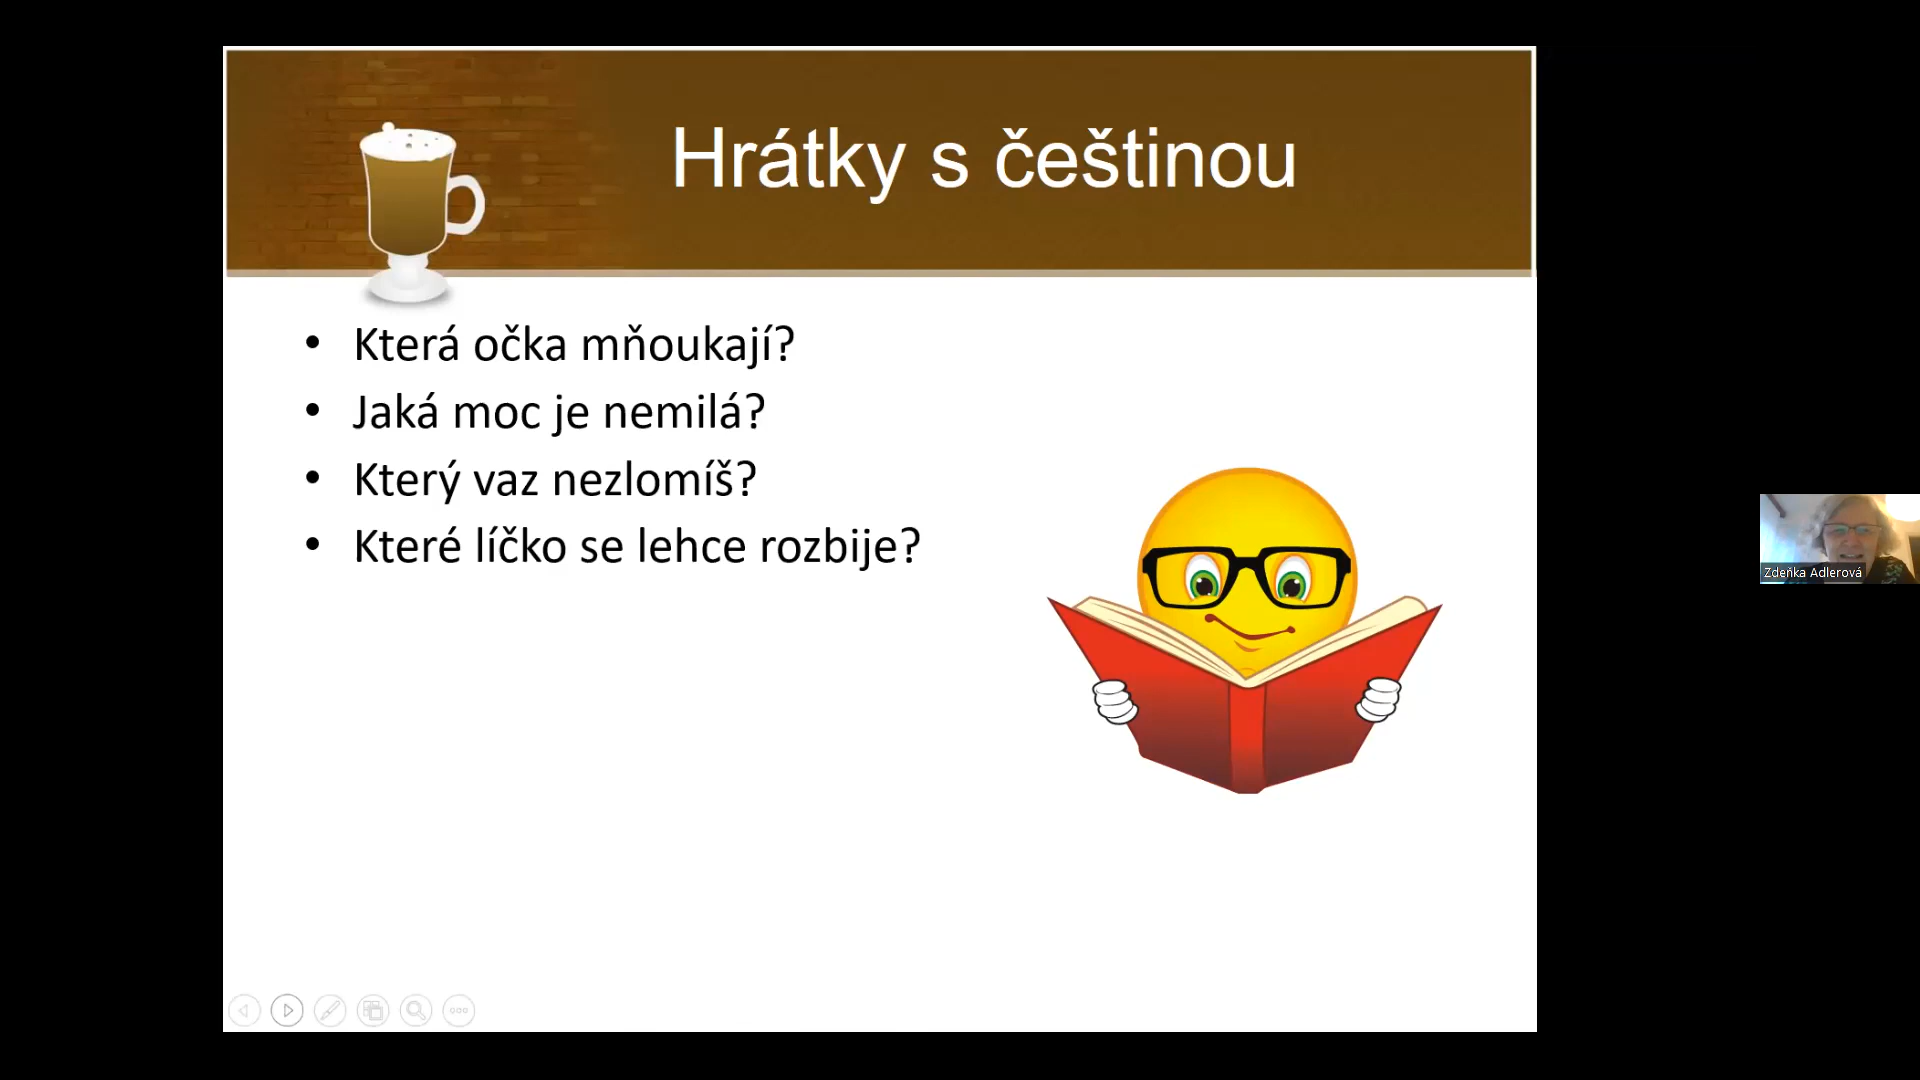 Hrátky s češtinou
• Která očka mňoukají?
• Jaká moc je nemilá?
• Který vaz nezlomíš?
• Které líčko se lehce rozbije?
Zdeňka Adlerová